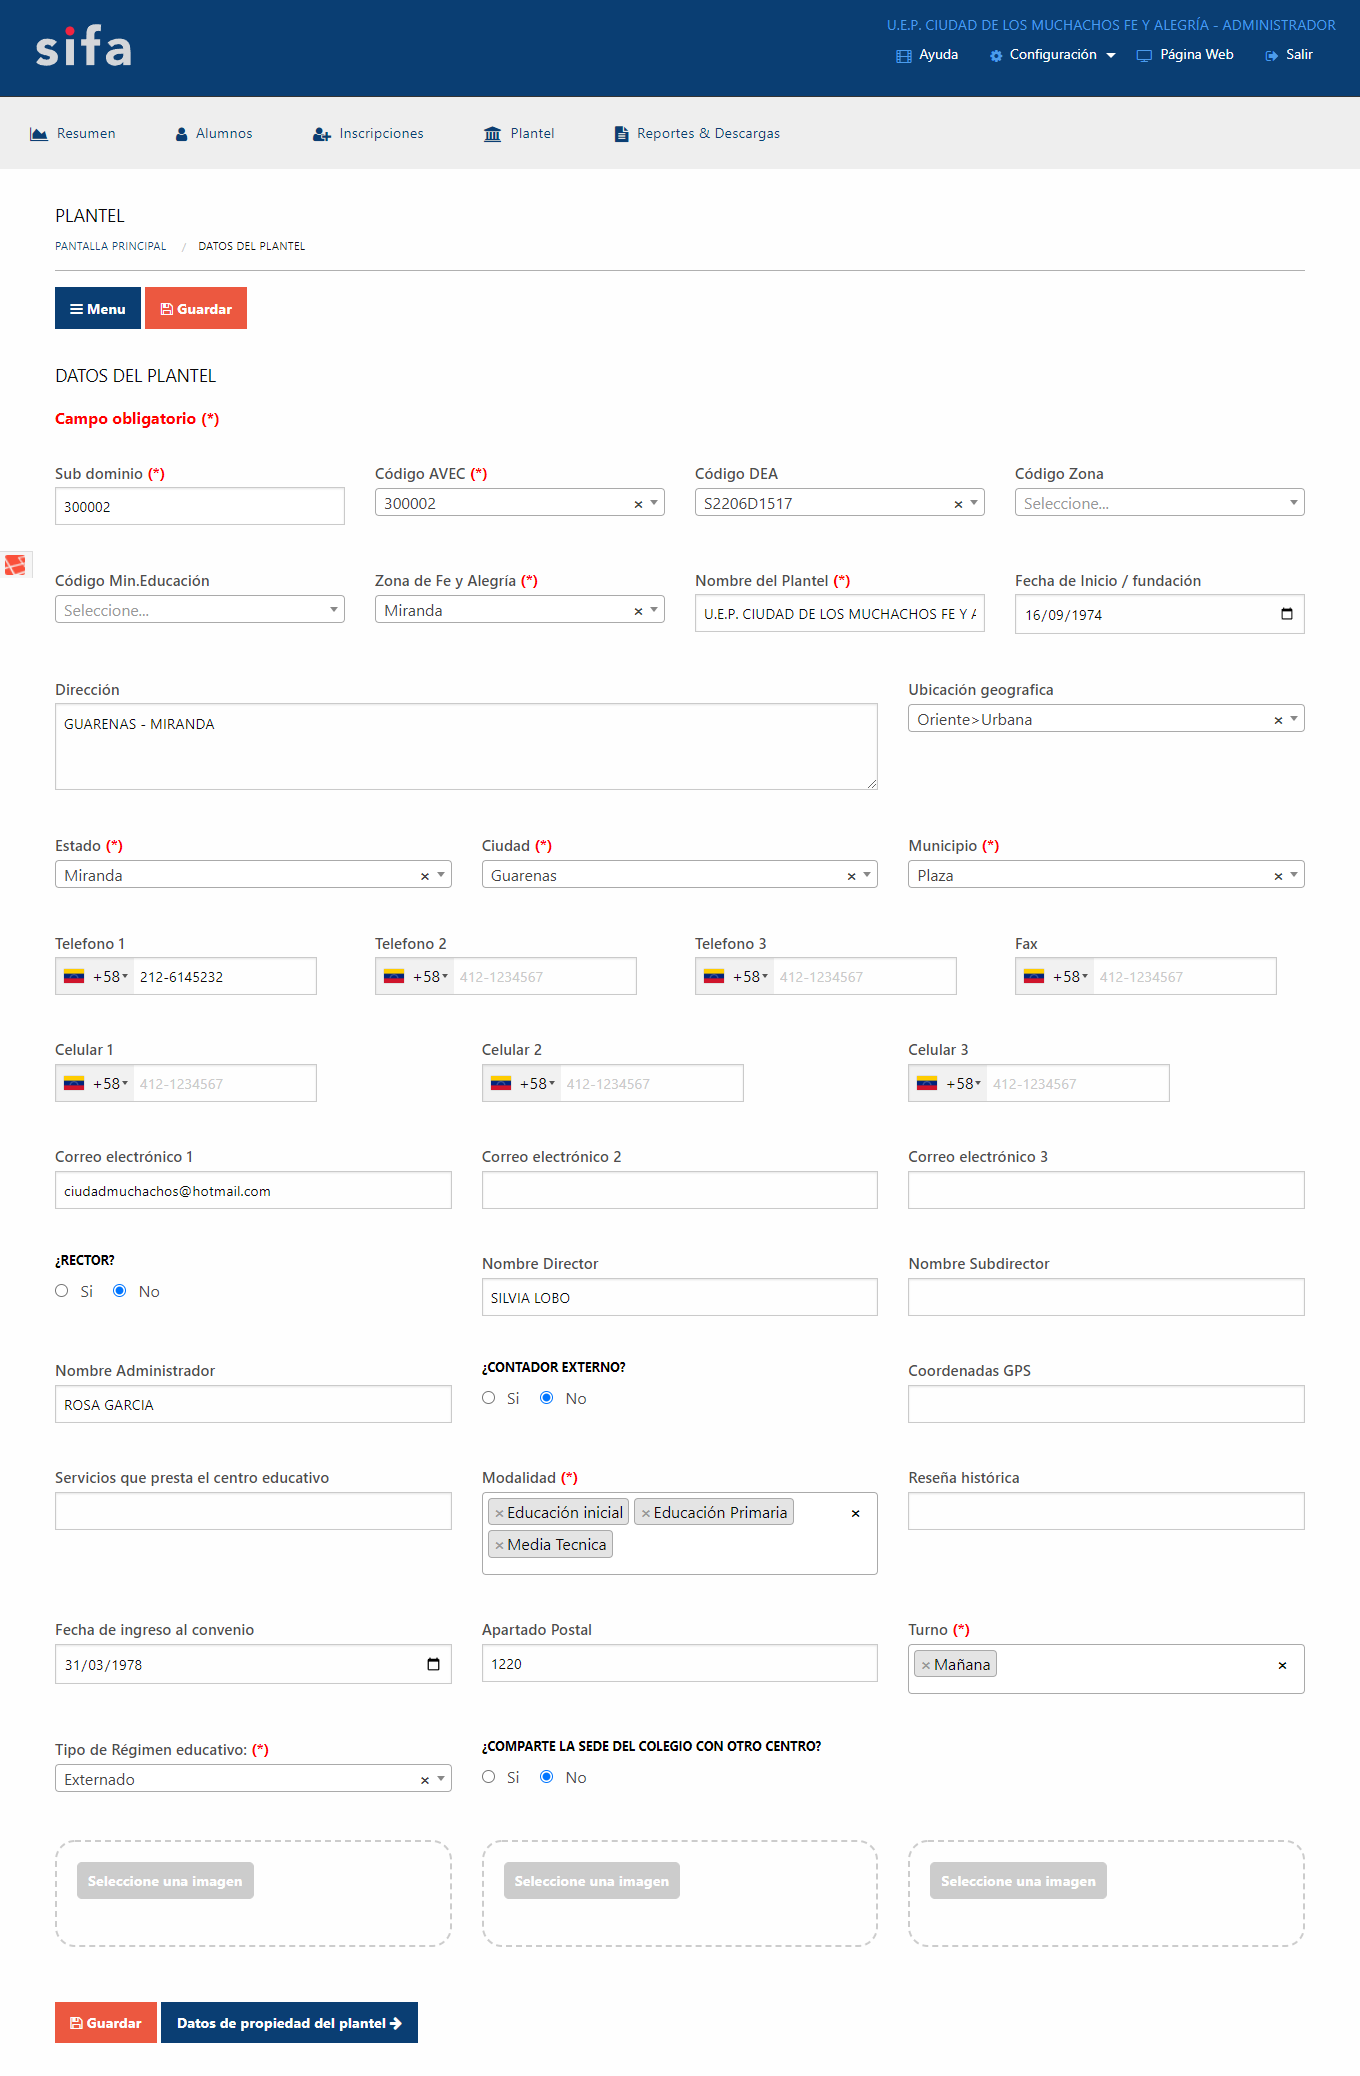 sifa
U.E.P. CIUDAD DE LOS MUCHACHOS FE Y ALEGRÍA - ADMINISTRADOR
Ayuda Configuración Página Web Salir
Resumen Alumnos Inscripciones Plantel Reportes & Descargas
PLANTEL
PANTALLA PRINCIPAL / DATOS DEL PLANTEL
Menu Guardar
DATOS DEL PLANTEL
Campo obligatorio (*)
Sub dominio (*) Código AVEC (*) Código DEA Código Zona
300002 300002 × S2206D1517 × Seleccione...
Código Min.Educación Zona de Fe y Alegría (*) Nombre del Plantel (*) Fecha de Inicio / fundación
Seleccione... Miranda × U.E.P. CIUDAD DE LOS MUCHACHOS FE Y A 16/09/1974
Dirección Ubicación geografica
GUARENAS - MIRANDA Oriente>Urbana ×
Estado (*) Ciudad (*) Municipio (*)
Miranda × Guarenas × Plaza ×
Telefono 1 Telefono 2 Telefono 3 Fax
+58 212-6145232 +58 412-1234567 +58 412-1234567 +58 412-1234567
Celular 1 Celular 2 Celular 3
+58 412-1234567 +58 412-1234567 +58 412-1234567
Correo electrónico 1 Correo electrónico 2 Correo electrónico 3
ciudadmuchachos@hotmail.com
¿RECTOR? Nombre Director Nombre Subdirector
Si No SILVIA LOBO
Nombre Administrador ¿CONTADOR EXTERNO? Coordenadas GPS
ROSA GARCIA Si No
Servicios que presta el centro educativo Modalidad (*) Reseña histórica
× Educación inicial × Educación Primaria ×
× Media Tecnica
Fecha de ingreso al convenio Apartado Postal Turno (*)
31/03/1978 1220 × Mañana ×
Tipo de Régimen educativo: (*) ¿COMPARTE LA SEDE DEL COLEGIO CON OTRO CENTRO?
Externado × Si No
Seleccione una imagen Seleccione una imagen Seleccione una imagen
Guardar Datos de propiedad del plantel